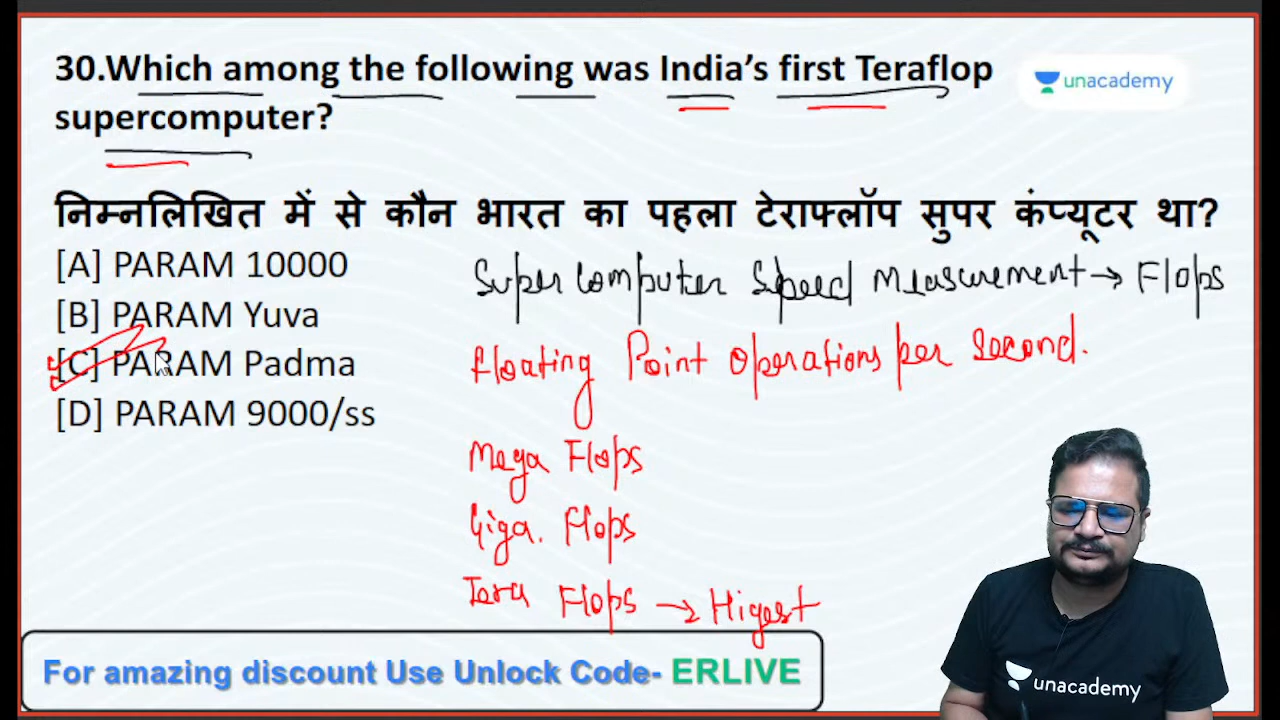 30.Which among the following was India's first Teraflop
unacademy
supercomputer?
निम्नलिखित में से कौन भारत का पहला टेराफ्लॉप सुपर कंप्यूटर था?
[A] PARAM 10000
Super Computer Speed Measurement → Flops
[B] PARAM Yuva
Floating Point Operations per Second.
[C] PARAM Padma
[D] PARAM 9000/ss
Mega Flops
Giga. Flops
Tera Flops → Higest
For amazing discount Use Unlock Code- ERLIVE
unacademy